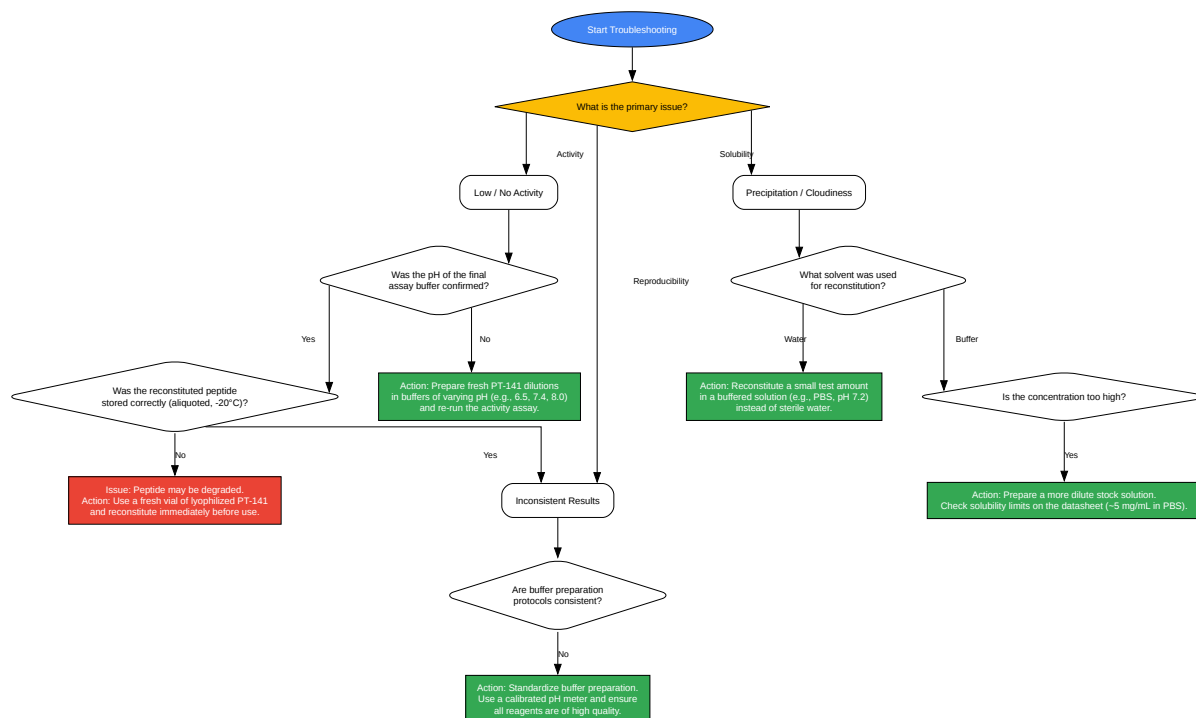 Start Troubleshooting
What is the primary issue?
Activity
Solubility
Low / No Activity
Precipitation / Cloudiness
Was the pH of the final
assay buffer confirmed?
Reproducibility
What solvent was used
for reconstitution?
Yes
No
Water
Buffer
Was the reconstituted peptide
stored correctly (aliquoted, -20°C)?
Action: Prepare fresh PT-141 dilutions
in buffers of varying pH (e.g., 6.5, 7.4, 8.0)
and re-run the activity assay.
Action: Reconstitute a small test amount
in a buffered solution (e.g., PBS, pH 7.2)
instead of sterile water.
Is the concentration too high?
No
Yes
Yes
Issue: Peptide may be degraded.
Action: Use a fresh vial of lyophilized PT-141
and reconstitute immediately before use.
Inconsistent Results
Action: Prepare a more dilute stock solution.
Check solubility limits on the datasheet (~5 mg/mL in PBS).
Are buffer preparation
protocols consistent?
No
Action: Standardize buffer preparation.
Use a calibrated pH meter and ensure
all reagents are of high quality.